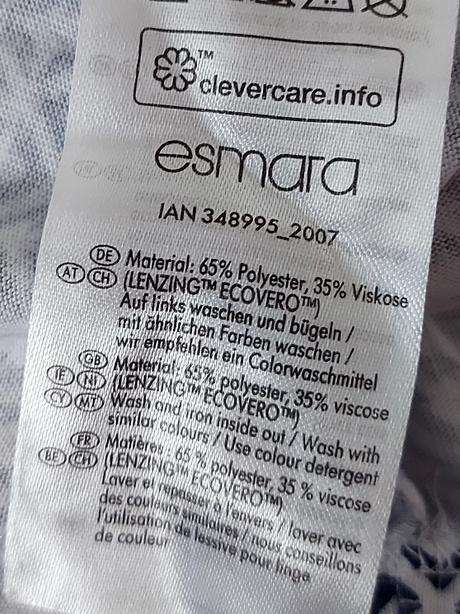 ™
clevercare.info
esmara
IAN 348995_2007
DE Material: 65% Polyester, 35% Viskose
AT CH (LENZING™ ECOVERO™)
Auf links waschen und bügeln /
mit ähnlichen Farben waschen /
wir empfehlen ein Colorwaschmittel
GB Material: 65% polyester, 35% viscose
IE NI (LENZING™ ECOVERO™)
CY MT Wash and iron inside out / Wash with
similar colours / Use colour detergent
FR Matières : 65 % polyester, 35 % viscose
BE CH (LENZING™ ECOVERO™)
Laver et repasser à l'envers / laver avec
des couleurs similaires / nous conseillons
l'utilisation de lessive pour linge
de couleur